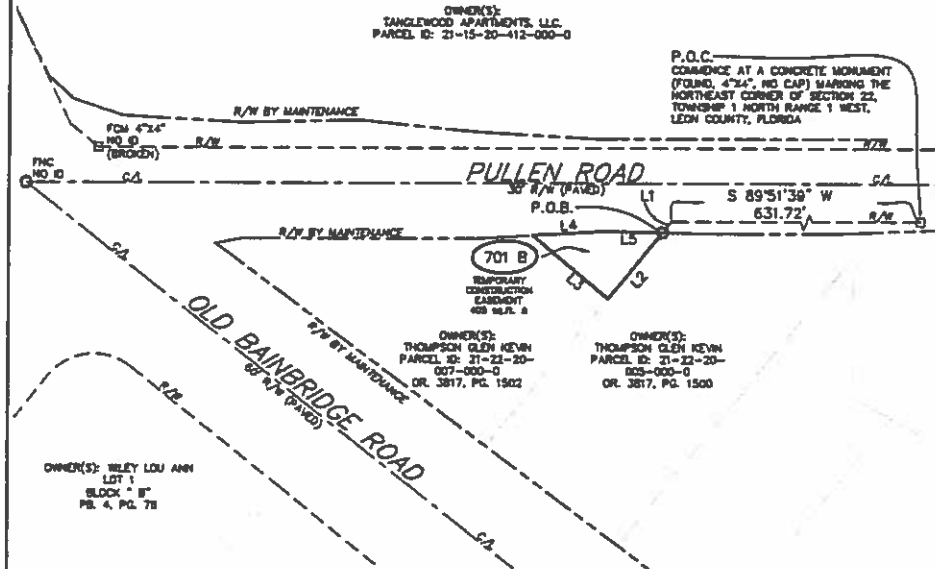 OWNER(S):
TANGLEWOOD APARTMENTS, LLC.
PARCEL ID: 21-15-20-412-000-0
P.O.C.
COMMENCE AT A CONCRETE MONUMENT
(FOUND, 4"X4", NO CAP) MARKING THE
NORTHEAST CORNER OF SECTION 22,
TOWNSHIP 1 NORTH RANGE 1 WEST,
LEON COUNTY, FLORIDA
R/W BY MAINTENANCE
FCM 4"X4"
NO ID
(BROKEN)
R/W
R/W
FNC
NO ID
C/L
PULLEN ROAD
C/L
30' R/W (PAVED)
P.O.B.
L1
S 89°51'39" W
631.72'
R/W
R/W BY MAINTENANCE
L4
L5
701 B
TEMPORARY
CONSTRUCTION
EASEMENT
L3
L2
C/L
OLD BAINBRIDGE ROAD
60' R/W (PAVED)
R/W BY MAINTENANCE
OWNER(S):
THOMPSON GLEN KEVIN
PARCEL ID: 21-22-20-
007-000-0
OR. 3817, PG. 1502
OWNER(S):
THOMPSON GLEN KEVIN
PARCEL ID: 21-22-20-
005-000-0
OR. 3817, PG. 1500
R/W
OWNER(S): WILEY LOU ANN
LOT 1
BLOCK " B"
PB. 4, PG. 78
C/L